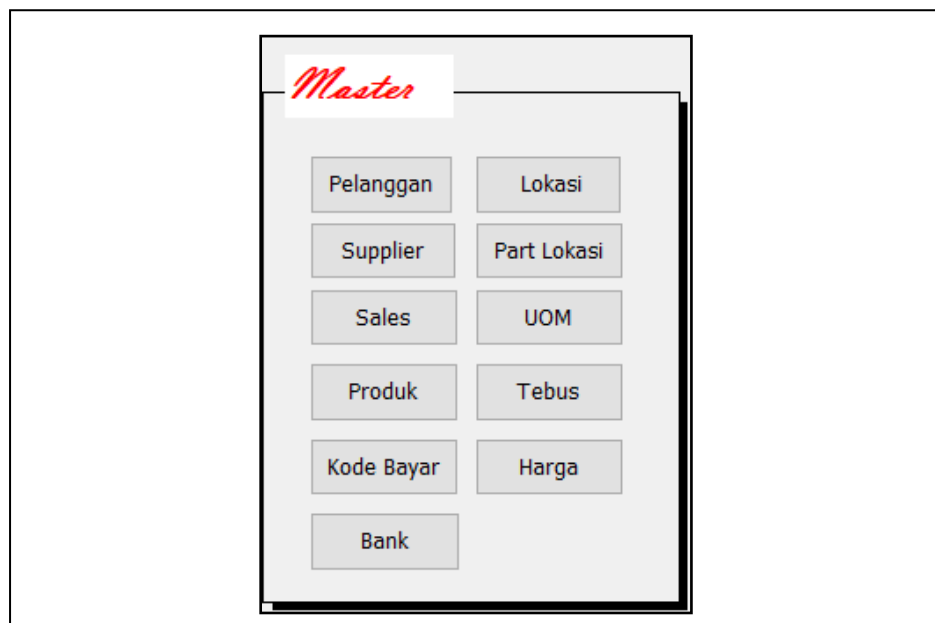 Master
Pelanggan Lokasi
Supplier Part Lokasi
Sales UOM
Produk Tebus
Kode Bayar Harga
Bank